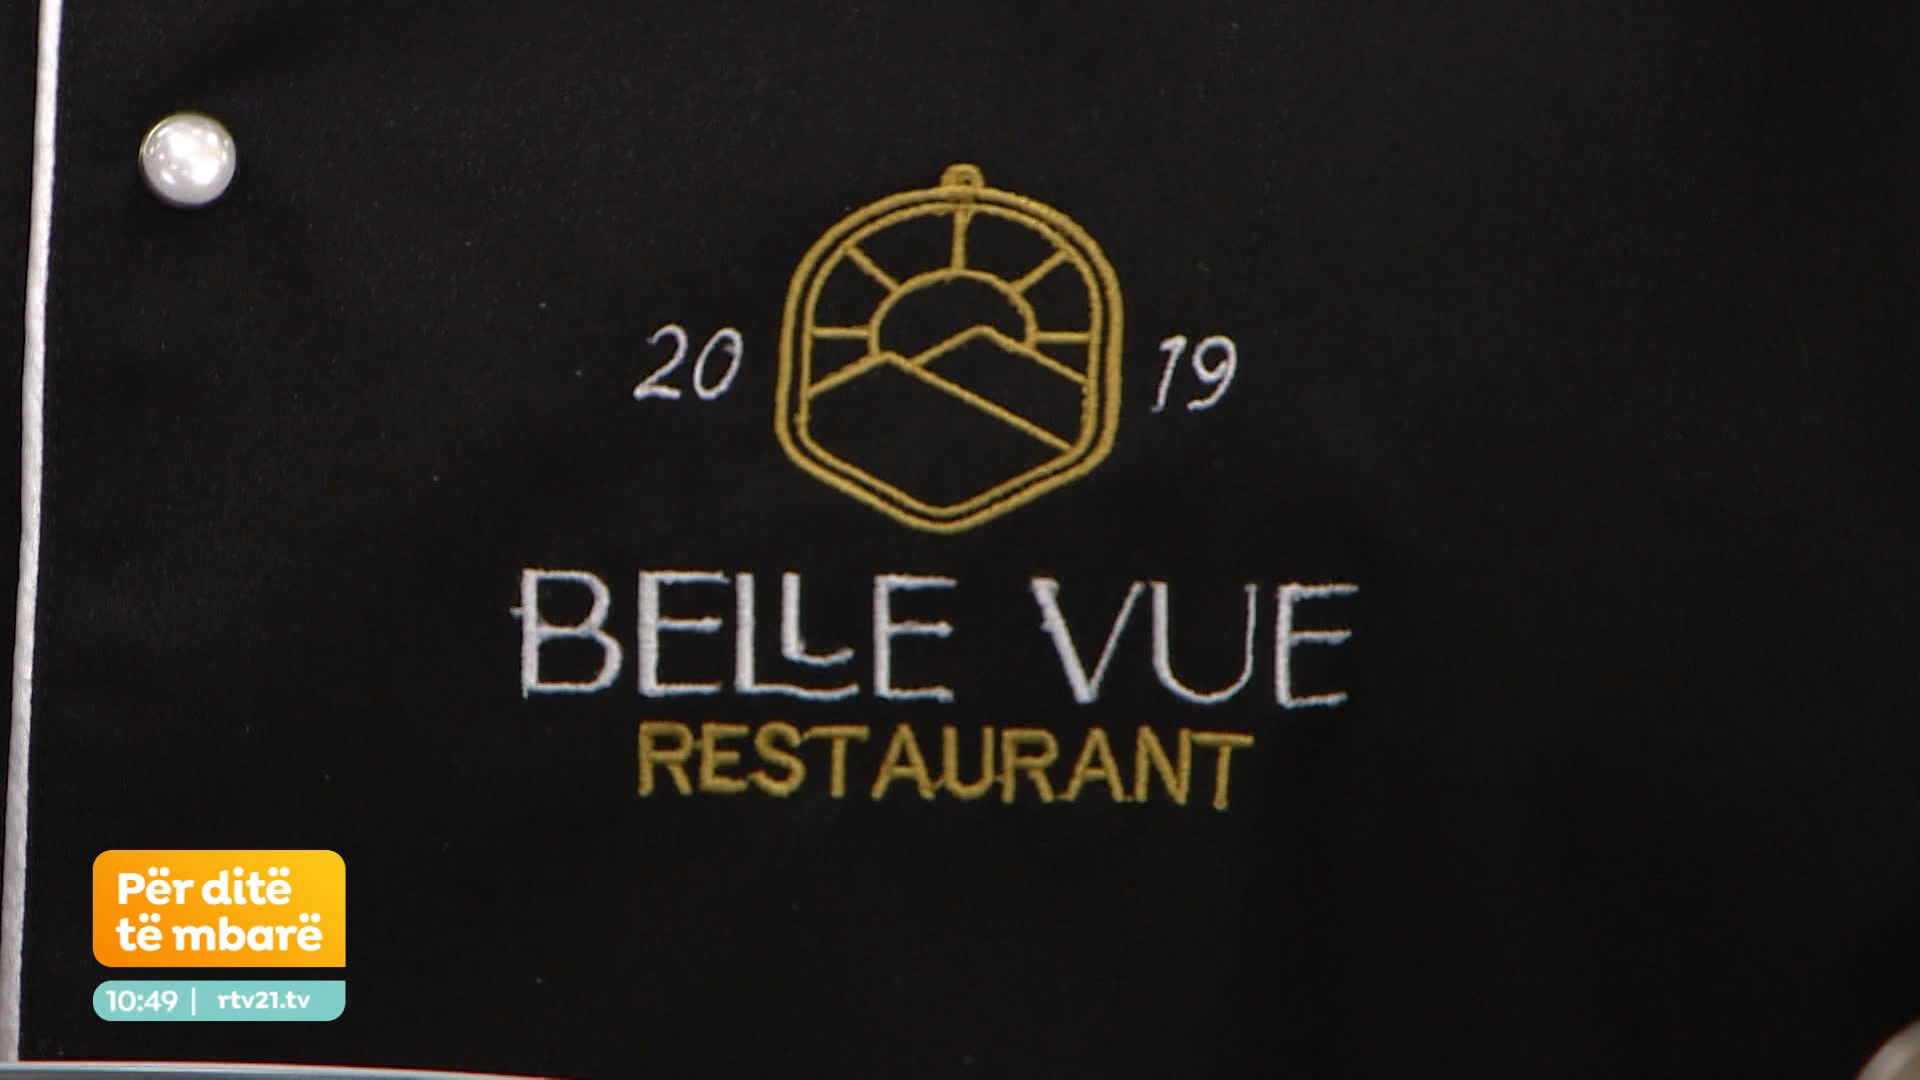 20 19
BELLE VUE
RESTAURANT
Për ditë
të mbarë
10:49 | rtv21.tv